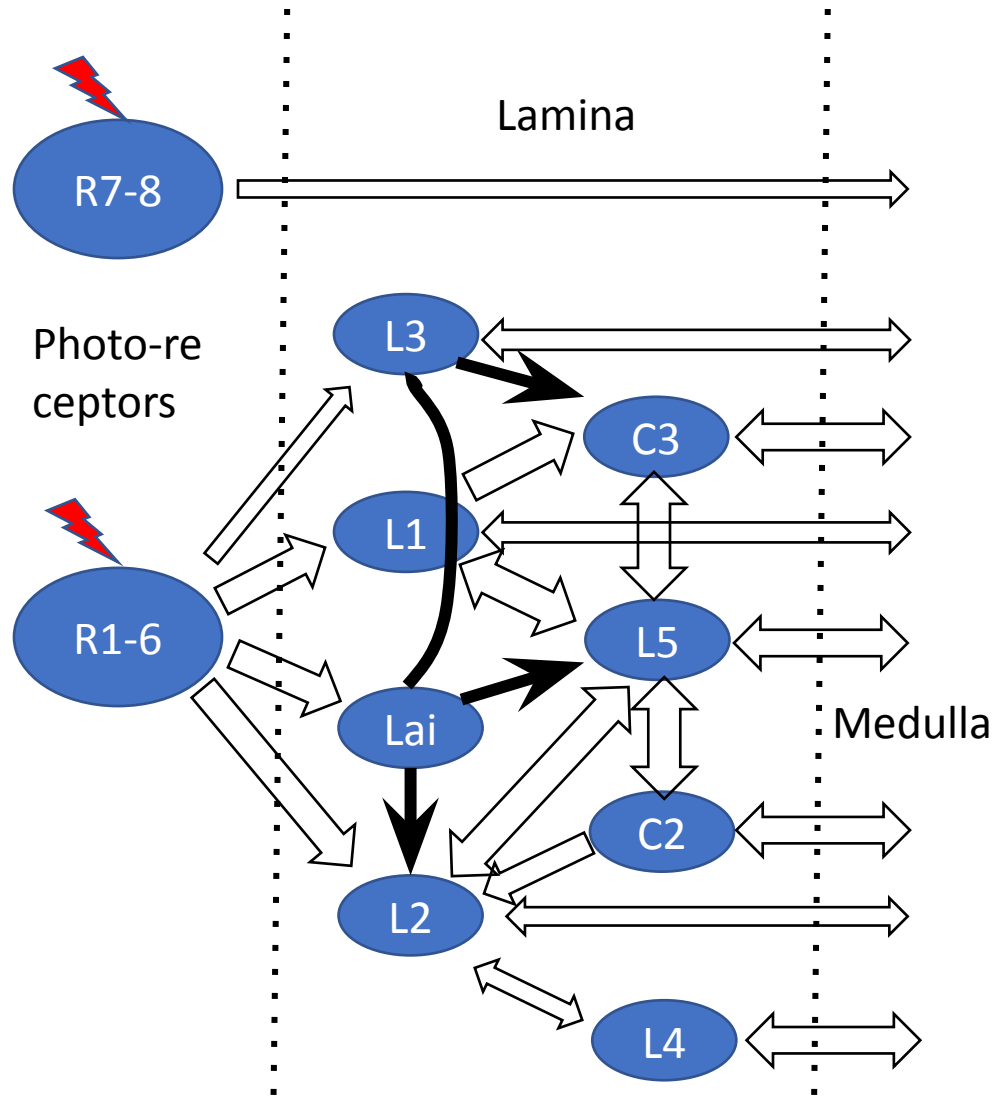 Lamina
R7-8
Photo-re
ceptors
L3
C3
L1
R1-6
L5
Lai
Medulla
C2
L2
L4